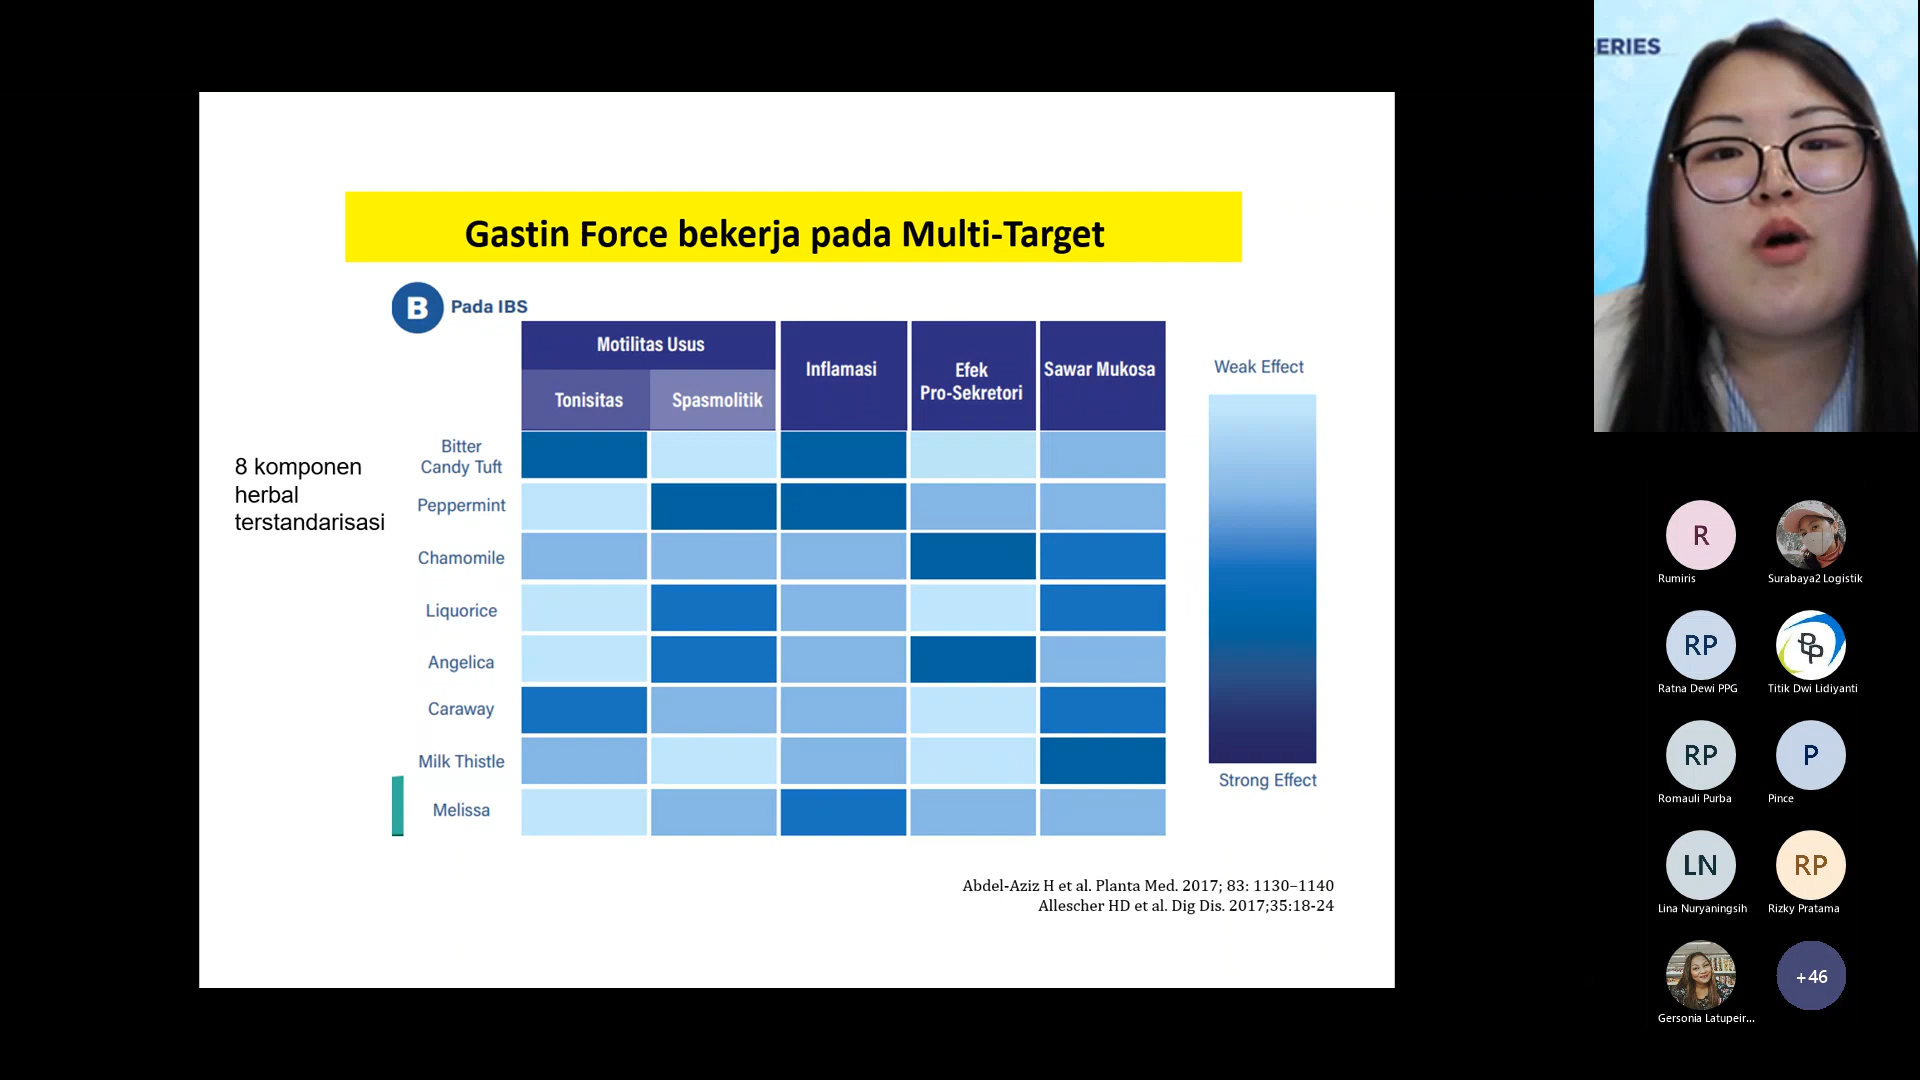 ERIES
Gastin Force bekerja pada Multi-Target
B Pada IBS
Motilitas Usus
Tonisitas
Spasmolitik
Inflamasi
Efek
Pro-Sekretori
Sawar Mukosa
Weak Effect
Strong Effect
8 komponen
herbal
terstandarisasi
Bitter
Candy Tuft
Peppermint
Chamomile
Liquorice
Angelica
Caraway
Milk Thistle
Melissa
Abdel-Aziz H et al. Planta Med. 2017; 83: 1130–1140
Allescher HD et al. Dig Dis. 2017;35:18-24
R
Rumiris
Surabaya2 Logistik
RP
Ratna Dewi PPG
Titik Dwi Lidiyanti
RP
Romauli Purba
P
Pince
LN
Lina Nuryaningsih
RP
Rizky Pratama
Gersonia Latupeir...
+46